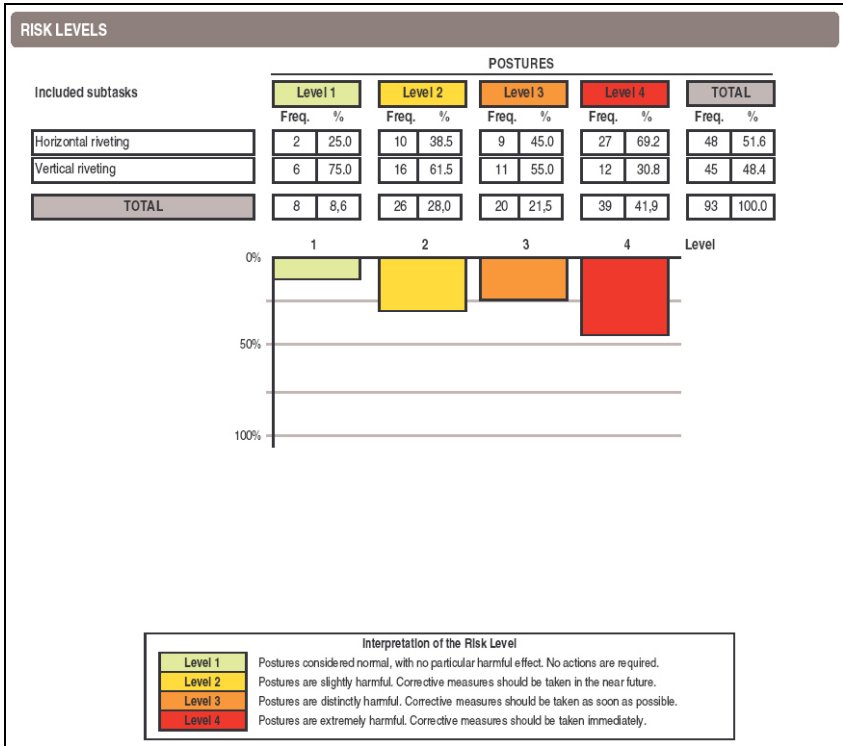 RISK LEVELS
POSTURES
Included subtasks Level 1 Level 2 Level 3 Level 4 TOTAL
Freq. % Freq. % Freq. % Freq. % Freq. %
Horizontal riveting 2 25.0 10 38.5 9 45.0 27 69.2 48 51.6
Vertical riveting 6 75.0 16 61.5 11 55.0 12 30.8 45 48.4
TOTAL 8 8,6 26 28,0 20 21,5 39 41,9 93 100.0
1 2 3 4 Level
0%
50%
100%
Interpretation of the Risk Level
Level 1 Postures considered normal, with no particular harmful effect. No actions are required.
Level 2 Postures are slightly harmful. Corrective measures should be taken in the near future.
Level 3 Postures are distinctly harmful. Corrective measures should be taken as soon as possible.
Level 4 Postures are extremely harmful. Corrective measures should be taken immediately.